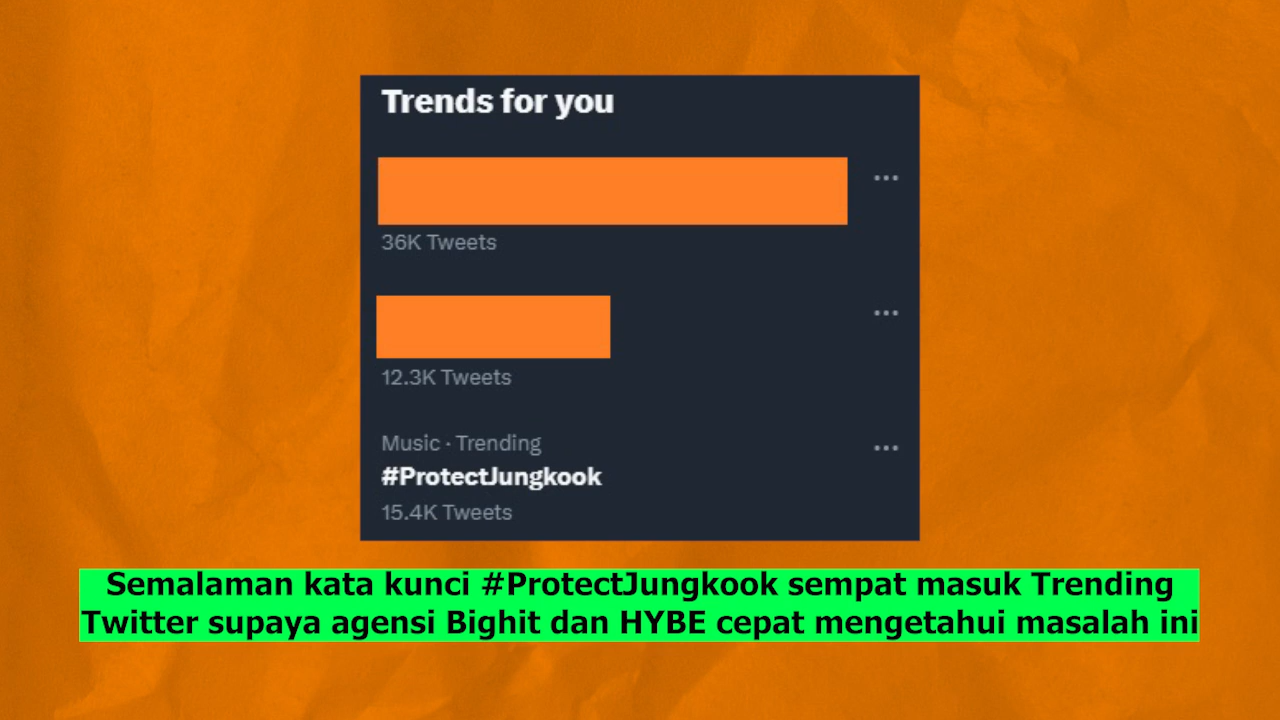 Trends for you
36K Tweets
12.3K Tweets
Music · Trending
#ProtectJungkook
15.4K Tweets
Semalaman kata kunci #ProtectJungkook sempat masuk Trending
Twitter supaya agensi Bighit dan HYBE cepat mengetahui masalah ini